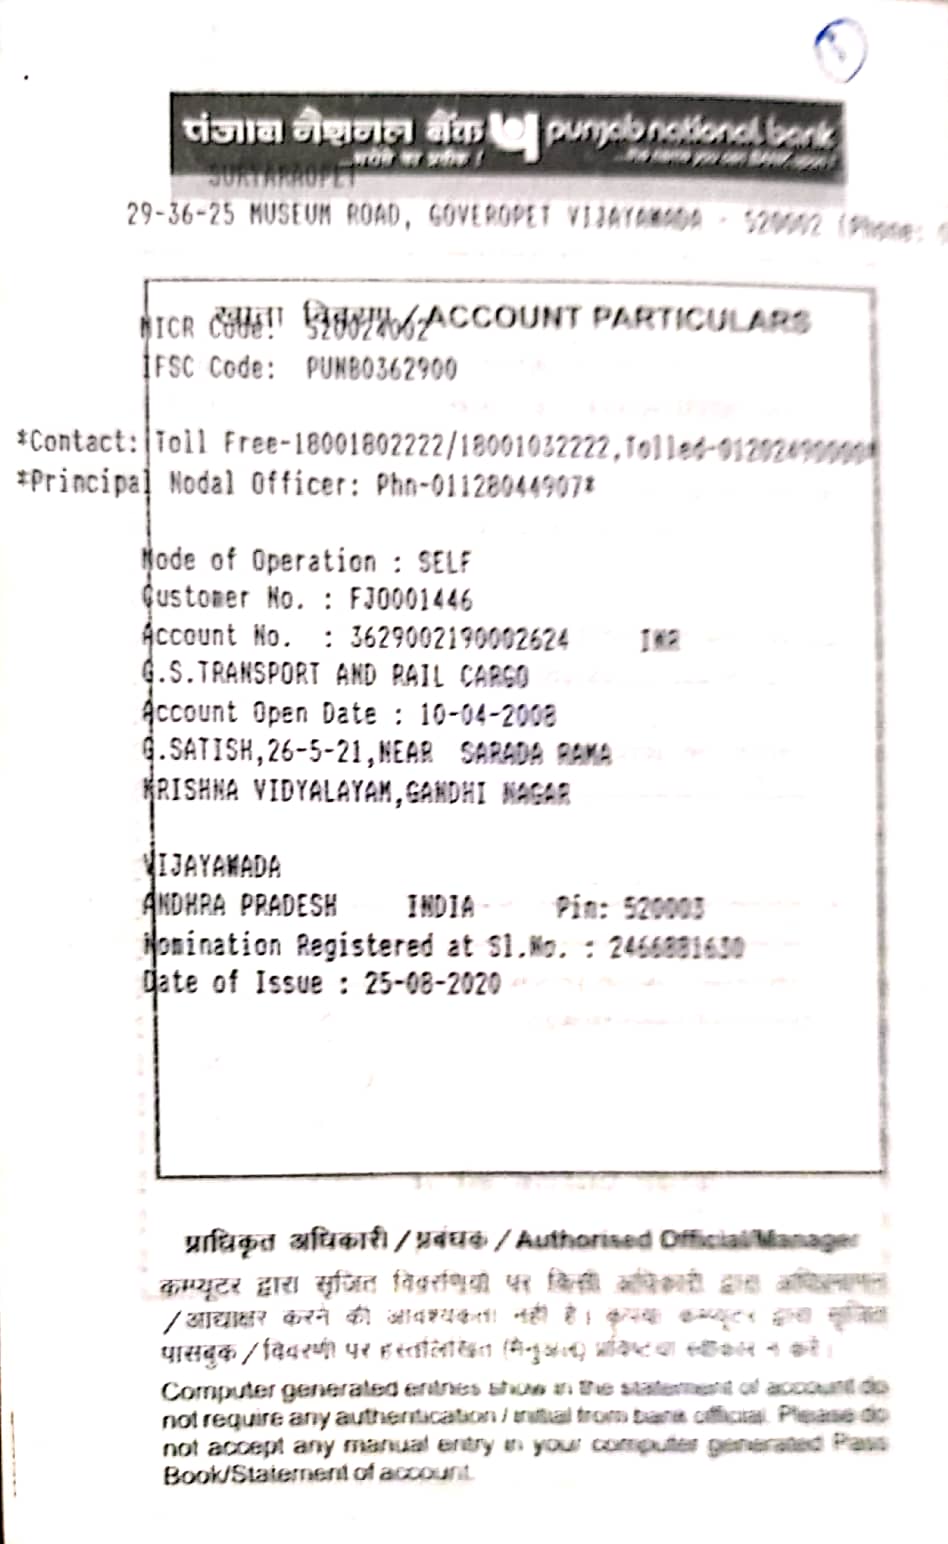 पंजाब नैशनल बैंक punjab national bank
...भरोसे का प्रतीक ! ...the name you can BANK upon !
SURYARAOPET
29-36-25 MUSEUM ROAD, GOVEROPET VIJAYAWADA - 520002 (Phone:
खाता विवरण / ACCOUNT PARTICULARS
MICR Code: 520024002
IFSC Code: PUNB0362900
*Contact: Toll Free-18001802222/18001032222,Tolled-01202490000*
*Principal Nodal Officer: Phn-01128044907*
Mode of Operation : SELF
Customer No. : FJ0001446
Account No. : 3629002190002624 INR
G.S.TRANSPORT AND RAIL CARGO
Account Open Date : 10-04-2008
G.SATISH,26-5-21,NEAR SARADA RAMA
KRISHNA VIDYALAYAM,GANDHI NAGAR
VIJAYAWADA
ANDHRA PRADESH INDIA Pin: 520003
Nomination Registered at Sl.No. : 2466881630
Date of Issue : 25-08-2020
प्राधिकृत अधिकारी / प्रबंधक / Authorised Official/Manager
कम्प्यूटर द्वारा सृजित विवरणियों पर किसी अधिकारी द्वारा अधिप्रमाणन
/ आद्याक्षर करने की आवश्यकता नहीं है। कृपया कम्प्यूटर द्वारा सृजित
पासबुक / विवरणी पर हस्तलिखित (मैनुअल) प्रविष्टियां स्वीकार न करें।
Computer generated entries show in the statement of account do
not require any authentication / initial from bank official. Please do
not accept any manual entry in your computer generated Pass
Book/Statement of account.